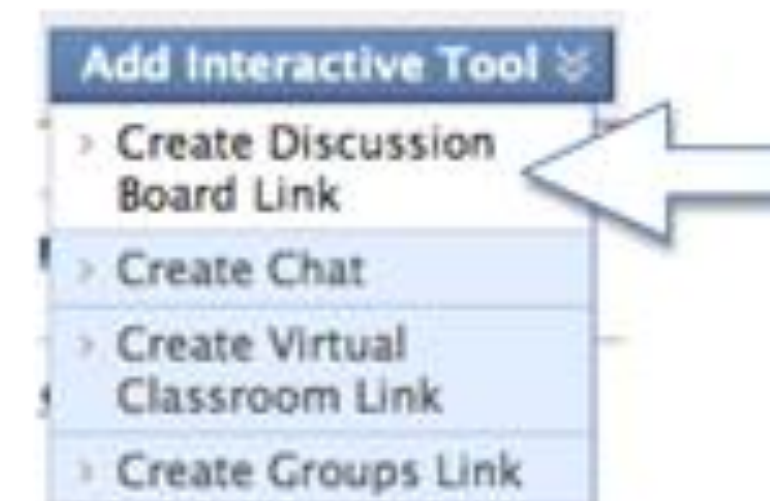 Add Interactive Tool
Create Discussion
Board Link
Create Chat
Create Virtual
Classroom Link
Create Groups Link